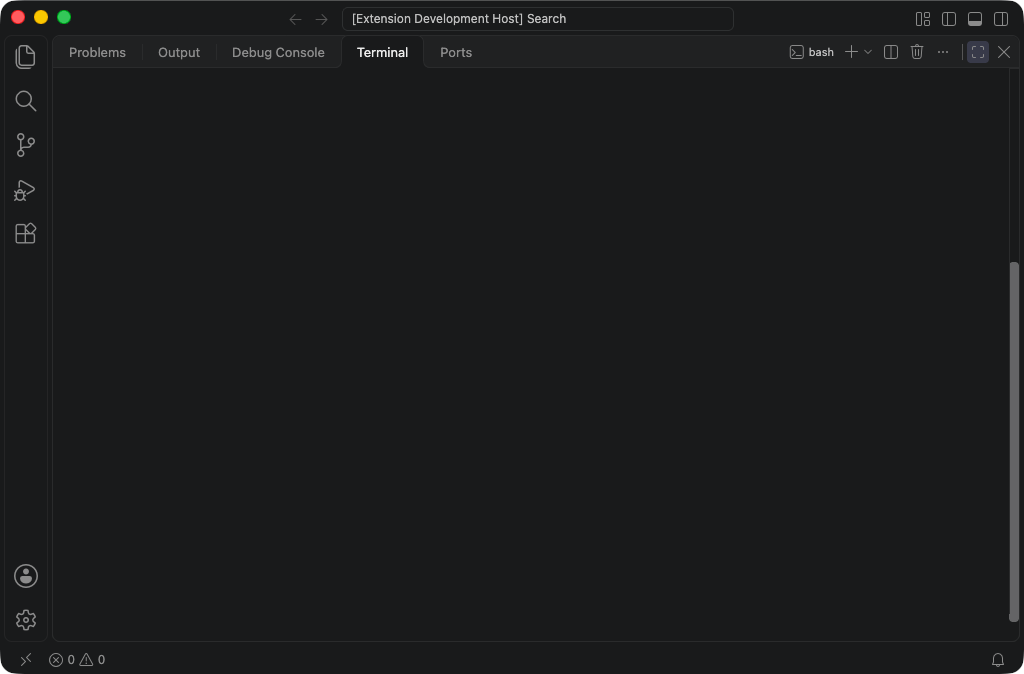 [Extension Development Host] Search
Problems Output Debug Console Terminal Ports bash
0 0